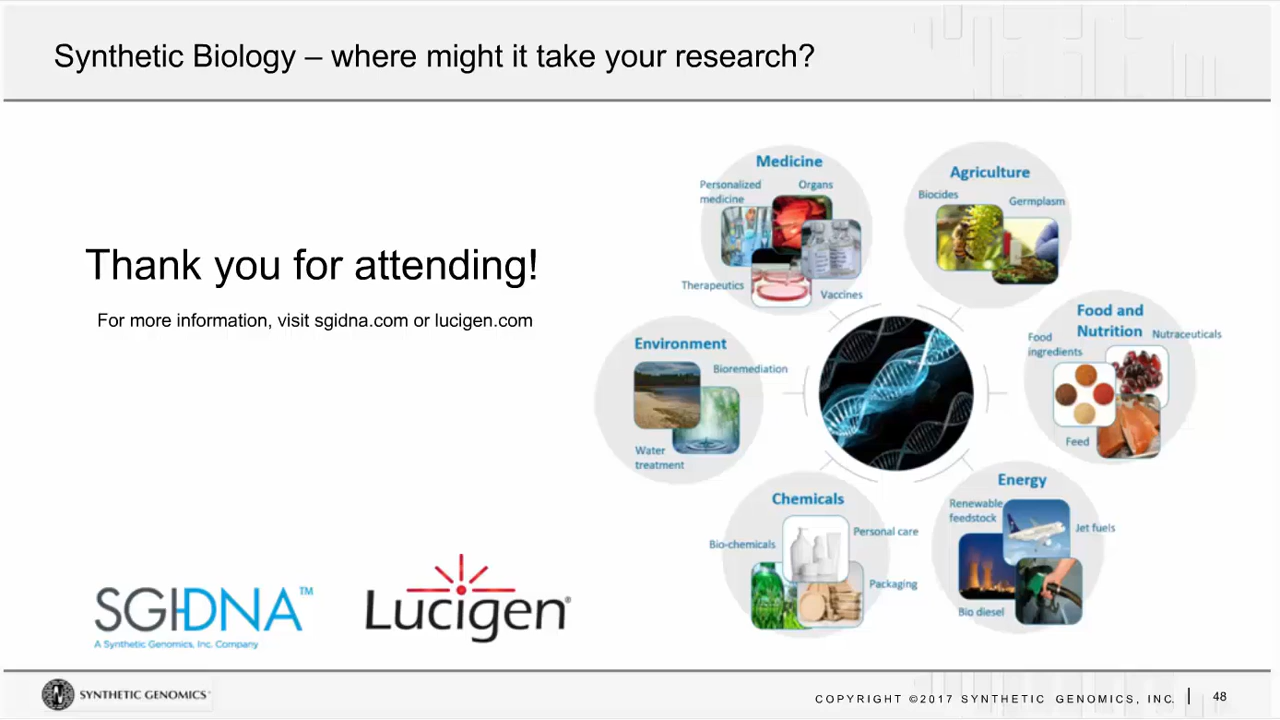 Synthetic Biology – where might it take your research?
Thank you for attending!
For more information, visit sgidna.com or lucigen.com
Medicine
Personalized
medicine
Organs
Therapeutics
Vaccines
Agriculture
Biocides
Germplasm
Environment
Bioremediation
Water
treatment
Food and
Nutrition
Food
ingredients
Nutraceuticals
Feed
Chemicals
Bio-chemicals
Personal care
Packaging
Energy
Renewable
feedstock
Jet fuels
Bio diesel
SGI-DNA™
A Synthetic Genomics, Inc. Company
Lucigen®
SYNTHETIC GENOMICS®
COPYRIGHT ©2017 SYNTHETIC GENOMICS, INC. | 48